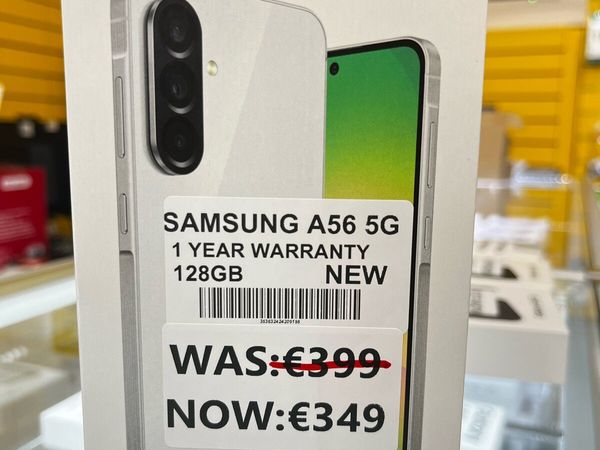 SAMSUNG A56 5G
1 YEAR WARRANTY
128GB NEW
WAS:€399
NOW:€349